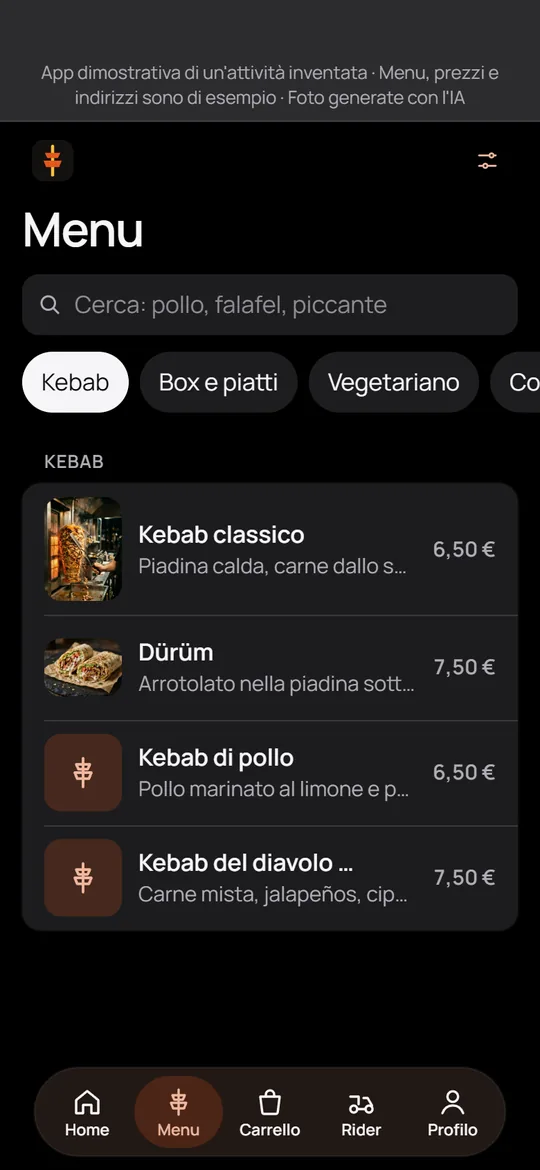 App dimostrativa di un'attività inventata · Menu, prezzi e
indirizzi sono di esempio · Foto generate con l'IA
Menu
Cerca: pollo, falafel, piccante
Kebab
Box e piatti
Vegetariano
Co
KEBAB
Kebab classico
Piadina calda, carne dallo s...
6,50 €
Dürüm
Arrotolato nella piadina sott...
7,50 €
Kebab di pollo
Pollo marinato al limone e p...
6,50 €
Kebab del diavolo ...
Carne mista, jalapeños, cip...
7,50 €
Home
Menu
Carrello
Rider
Profilo